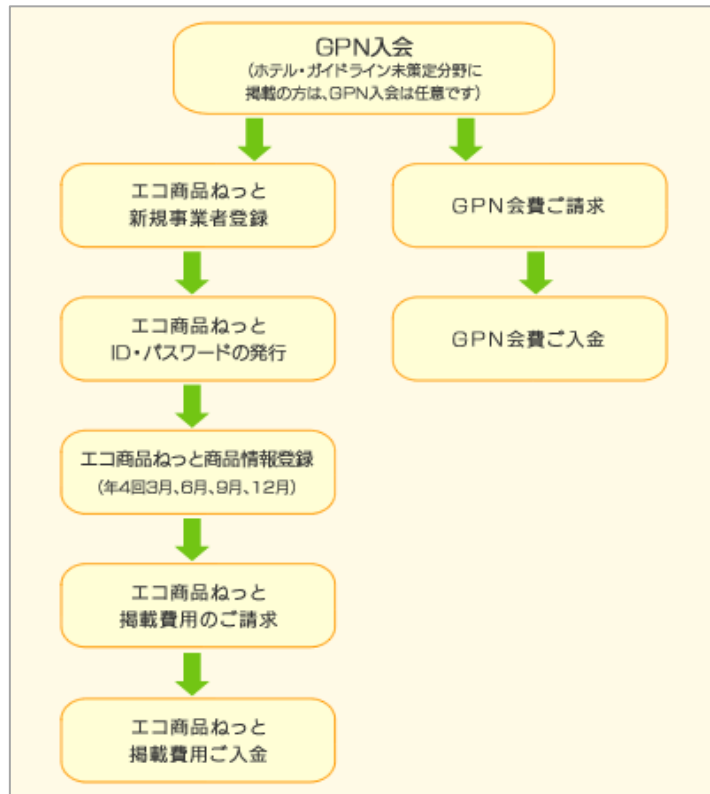 GPN入会
(ホテル・ガイドライン未策定分野に
掲載の方は、GPN入会は任意です)
エコ商品ねっと
新規事業者登録
GPN会費ご請求
エコ商品ねっと
ID・パスワードの発行
GPN会費ご入金
エコ商品ねっと商品情報登録
(年4回3月、6月、9月、12月)
エコ商品ねっと
掲載費用のご請求
エコ商品ねっと
掲載費用ご入金